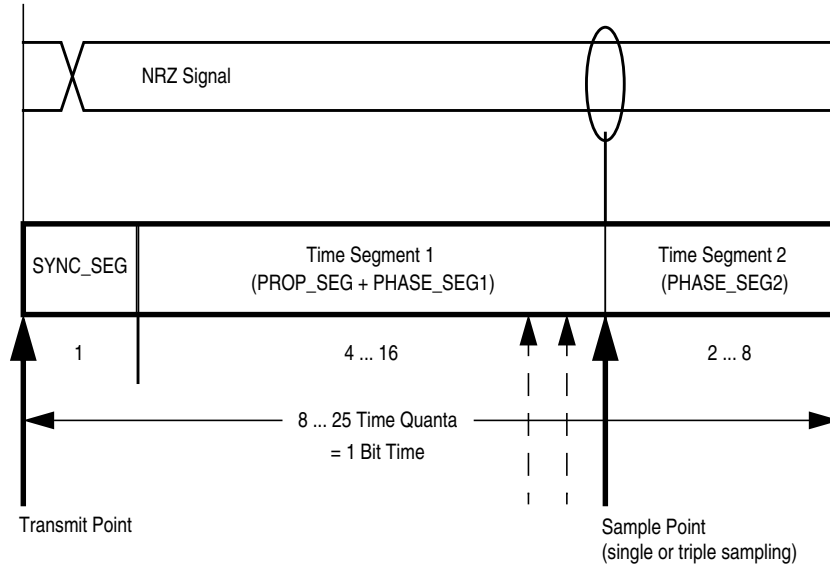 NRZ Signal
SYNC_SEG
Time Segment 1
(PROP_SEG + PHASE_SEG1)
Time Segment 2
(PHASE_SEG2)
1
4 ... 16
2 ... 8
8 ... 25 Time Quanta
= 1 Bit Time
Transmit Point
Sample Point
(single or triple sampling)